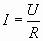 I = U/R